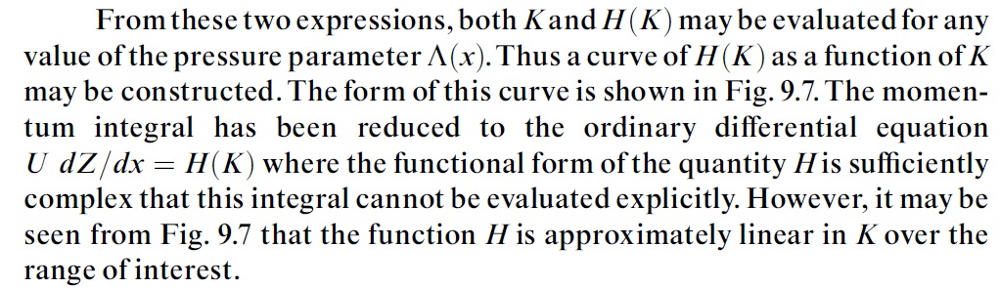 From these two expressions, both K and H(K) may be evaluated for any
value of the pressure parameter Λ(x). Thus a curve of H(K) as a function of K
may be constructed. The form of this curve is shown in Fig. 9.7. The momen-
tum integral has been reduced to the ordinary differential equation
U dZ/dx = H(K) where the functional form of the quantity H is sufficiently
complex that this integral cannot be evaluated explicitly. However, it may be
seen from Fig. 9.7 that the function H is approximately linear in K over the
range of interest.